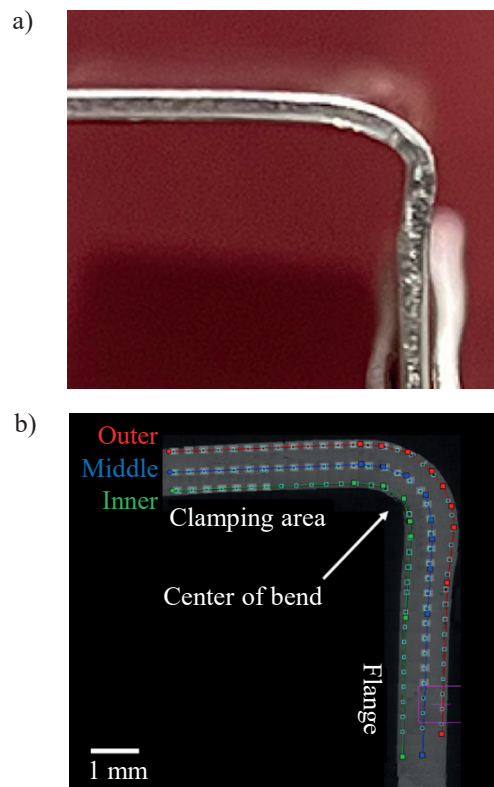 a)
b)
Outer
Middle
Inner
Clamping area
Center of bend
Flange
1 mm